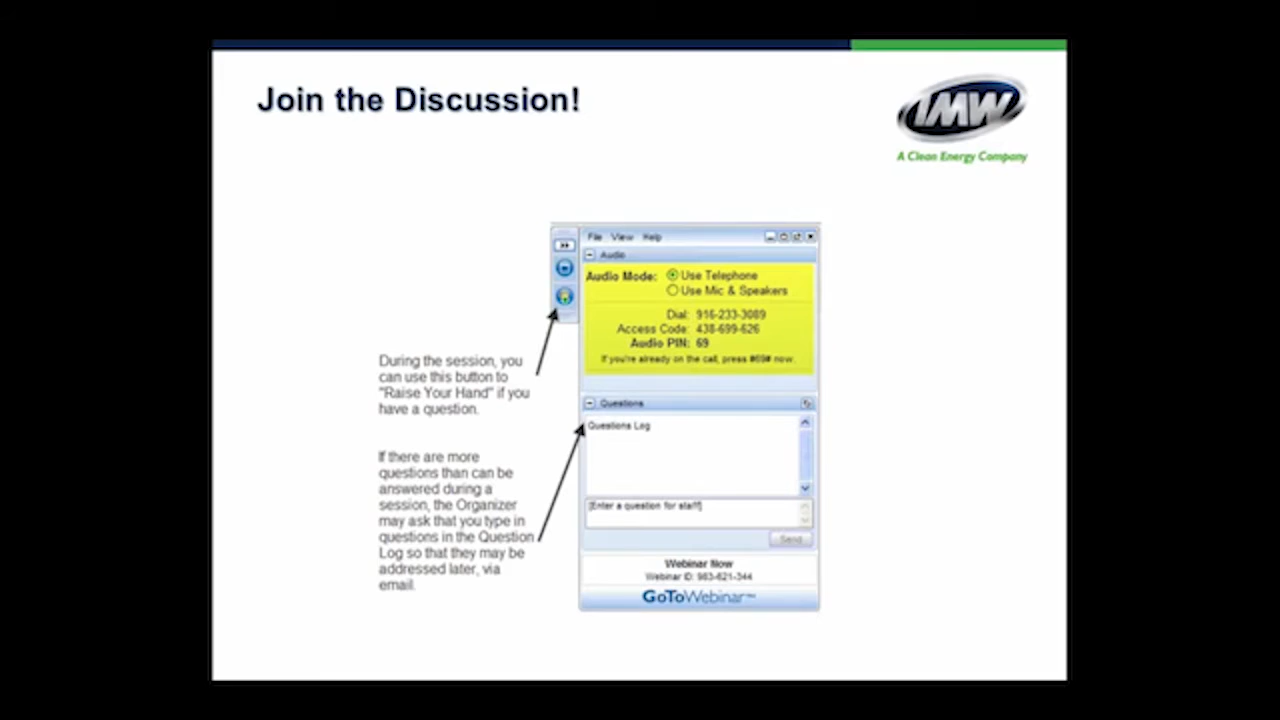 Join the Discussion!
IMW
A Clean Energy Company
File View Help
Audio
Audio Mode: Use Telephone
Use Mic & Speakers
Dial: 916-233-3089
Access Code: 438-699-626
Audio PIN: 69
If you're already on the call, press #69# now.
During the session, you
can use this button to
"Raise Your Hand" if you
have a question.
Questions
Questions Log
If there are more
questions than can be
answered during a
session, the Organizer
may ask that you type in
questions in the Question
Log so that they may be
addressed later, via
email.
[Enter a question for staff]
Send
Webinar Now
Webinar ID: 983-621-344
GoToWebinar™